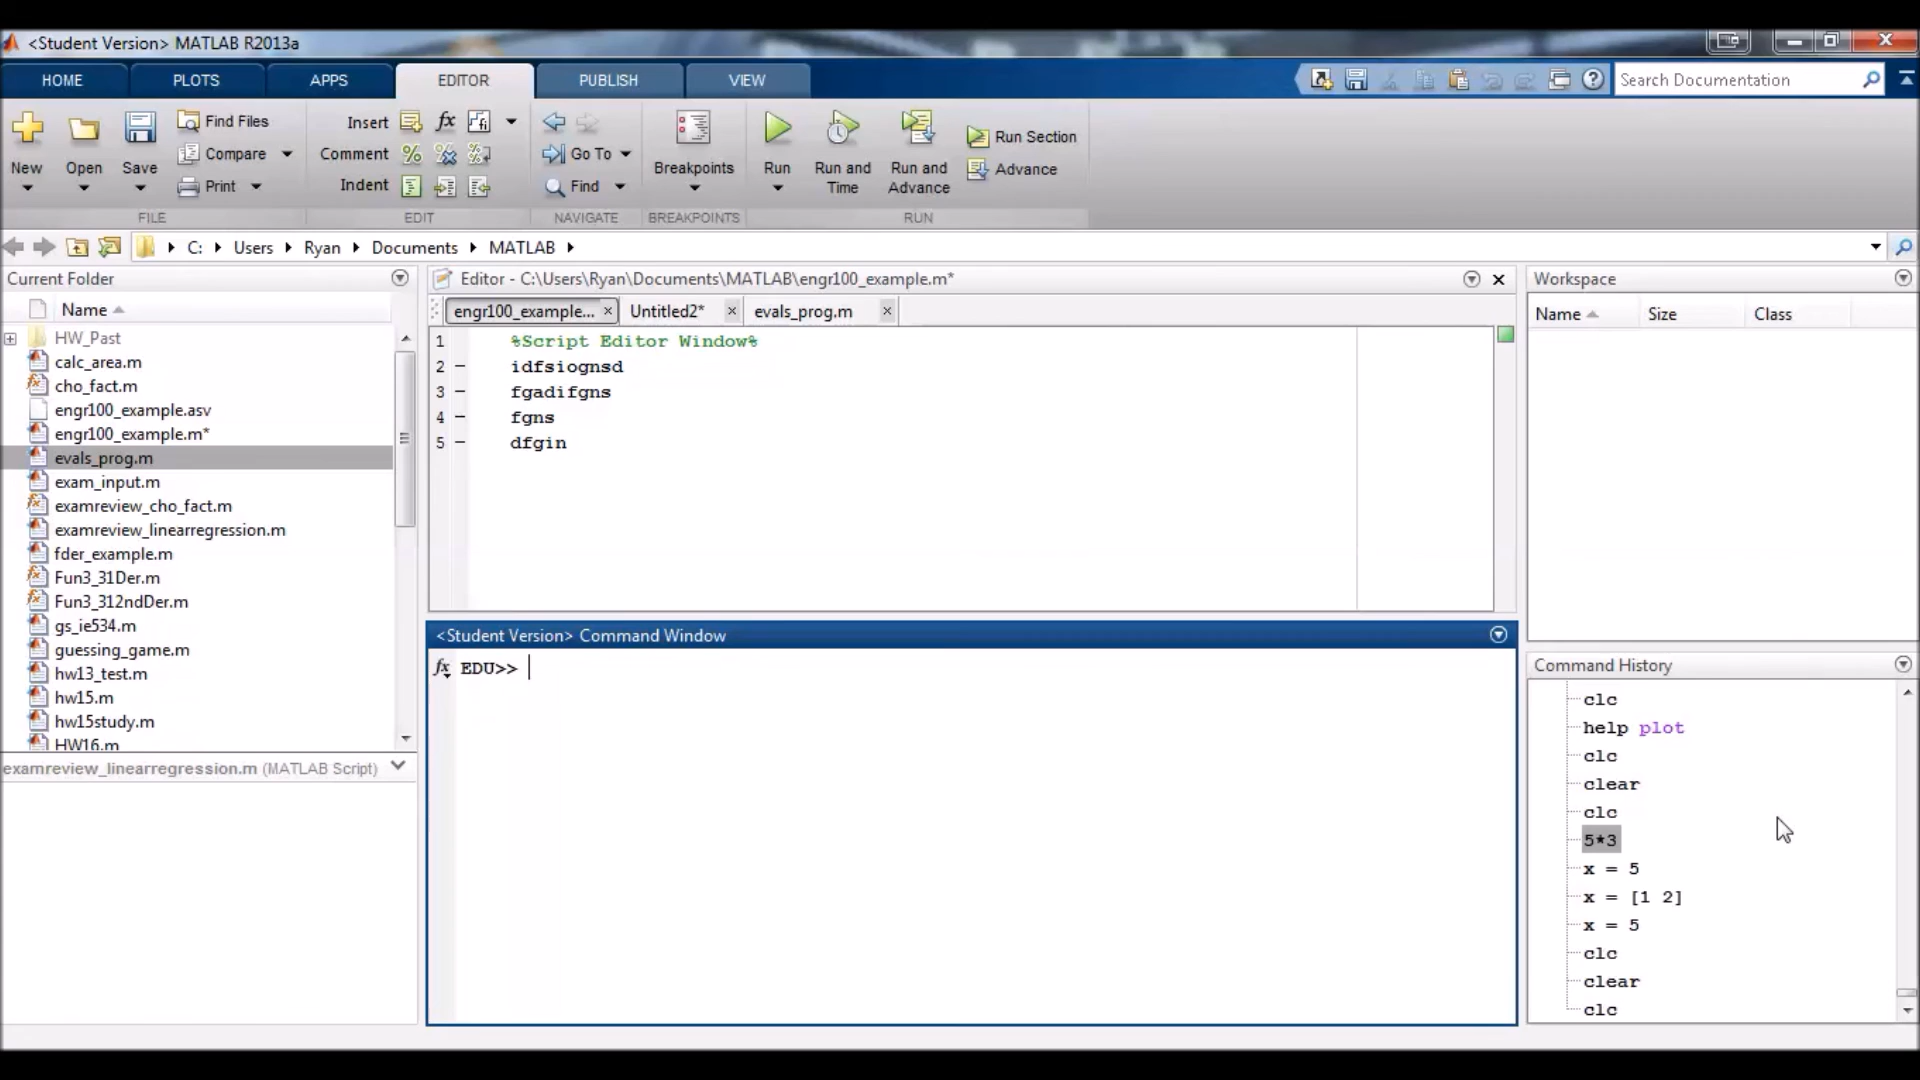 <Student Version> MATLAB R2013a
HOME PLOTS APPS EDITOR PUBLISH VIEW
Search Documentation
Find Files
Insert
Compare
Comment
Go To
Run Section
New Open Save
Breakpoints Run Run and Time Run and Advance
Advance
Print
Indent
Find
FILE EDIT NAVIGATE BREAKPOINTS RUN
C: Users Ryan Documents MATLAB
Current Folder
Name
HW_Past
calc_area.m
cho_fact.m
engr100_example.asv
engr100_example.m*
evals_prog.m
exam_input.m
examreview_cho_fact.m
examreview_linearregression.m
fder_example.m
Fun3_31Der.m
Fun3_312ndDer.m
gs_ie534.m
guessing_game.m
hw13_test.m
hw15.m
hw15study.m
HW16.m
examreview_linearregression.m (MATLAB Script)
Editor - C:\Users\Ryan\Documents\MATLAB\engr100_example.m*
engr100_example... Untitled2* evals_prog.m
1 %Script Editor Window%
2 - idfsiognsd
3 - fgadifgns
4 - fgns
5 - dfgin
<Student Version> Command Window
fx EDU>>
Workspace
Name Size Class
Command History
clc
help plot
clc
clear
clc
5*3
x = 5
x = [1 2]
x = 5
clc
clear
clc